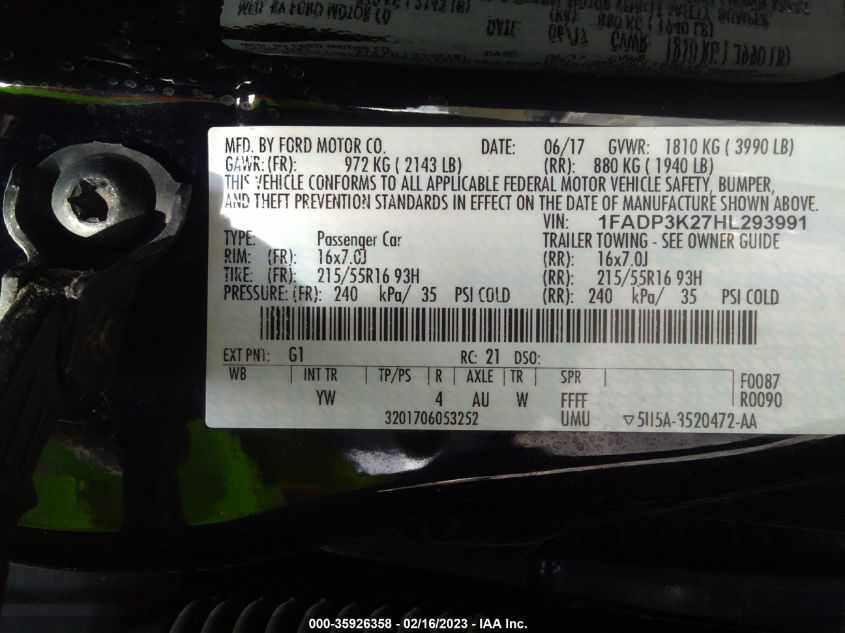 MFD. BY FORD MOTOR CO. DATE: 06/17 GVWR: 1810 KG ( 3990 LB)
GAWR: (FR): 972 KG ( 2143 LB) (RR): 880 KG ( 1940 LB)
THIS VEHICLE CONFORMS TO ALL APPLICABLE FEDERAL MOTOR VEHICLE SAFETY, BUMPER,
AND THEFT PREVENTION STANDARDS IN EFFECT ON THE DATE OF MANUFACTURE SHOWN ABOVE.
VIN: 1FADP3K27HL293991
TYPE: Passenger Car TRAILER TOWING - SEE OWNER GUIDE
RIM: (FR): 16x7.0J (RR): 16x7.0J
TIRE: (FR): 215/55R16 93H (RR): 215/55R16 93H
PRESSURE: (FR): 240 kPa/ 35 PSI COLD (RR): 240 kPa/ 35 PSI COLD
EXT PNT: G1 RC: 21 DSO:
WB INT TR TP/PS R AXLE TR SPR F0087
YW 4 AU W FFFF R0090
3201706053252 UMU ▽5U5A-3520472-AA
000-35926358 - 02/16/2023 - IAA Inc.